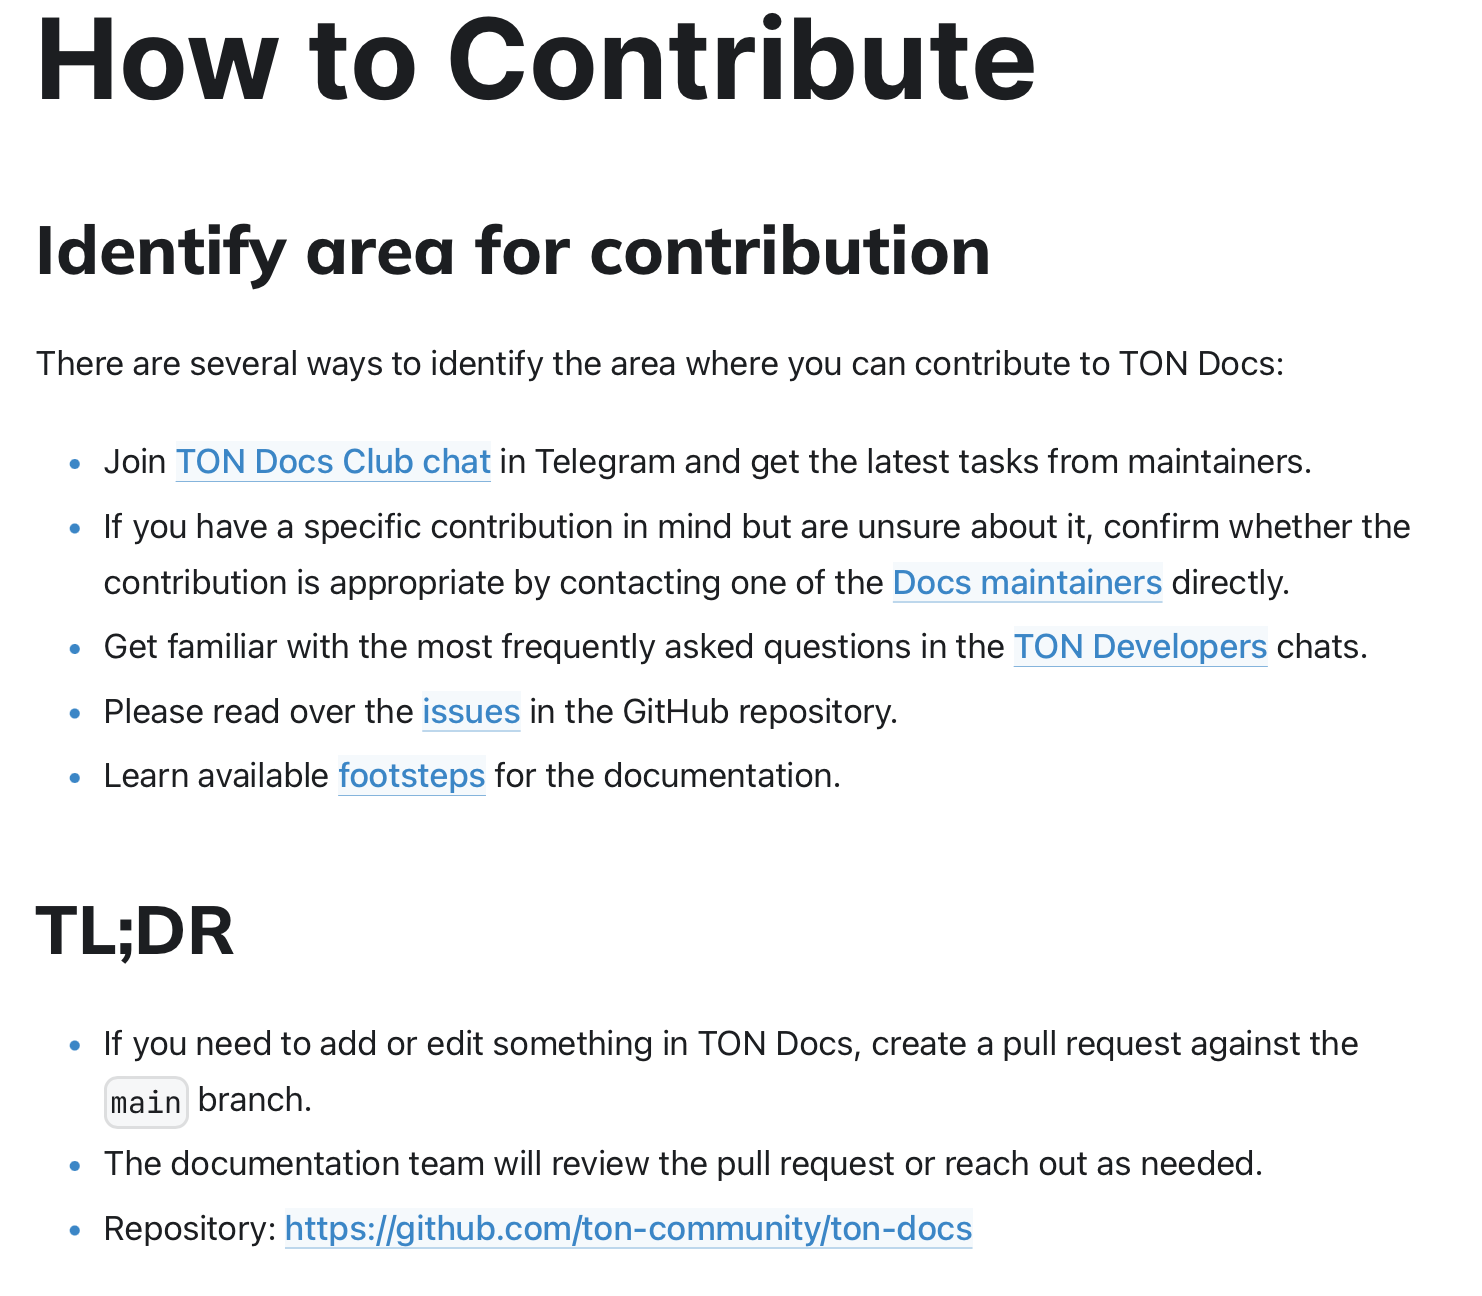 How to Contribute
Identify area for contribution
There are several ways to identify the area where you can contribute to TON Docs:
Join TON Docs Club chat in Telegram and get the latest tasks from maintainers.
If you have a specific contribution in mind but are unsure about it, confirm whether the
contribution is appropriate by contacting one of the Docs maintainers directly.
Get familiar with the most frequently asked questions in the TON Developers chats.
Please read over the issues in the GitHub repository.
Learn available footsteps for the documentation.
TL;DR
If you need to add or edit something in TON Docs, create a pull request against the
main branch.
The documentation team will review the pull request or reach out as needed.
Repository: https://github.com/ton-community/ton-docs